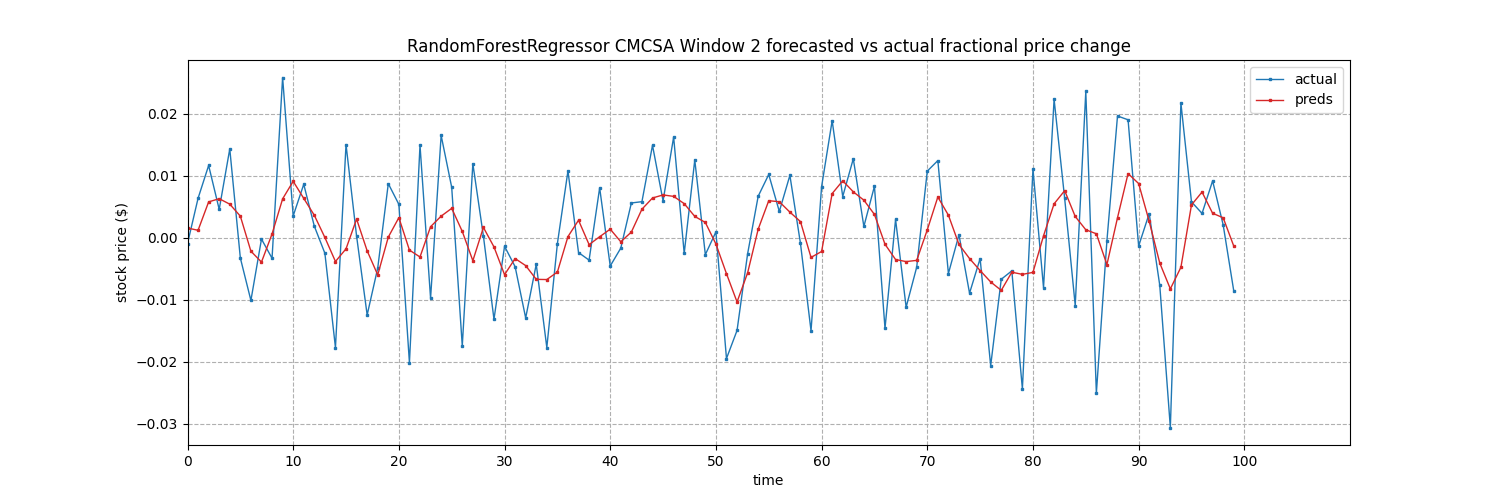 RandomForestRegressor CMCSA Window 2 forecasted vs actual fractional price change
actual
preds
stock price ($)
0.02
0.01
0.00
−0.01
−0.02
−0.03
0 10 20 30 40 50 60 70 80 90 100
time